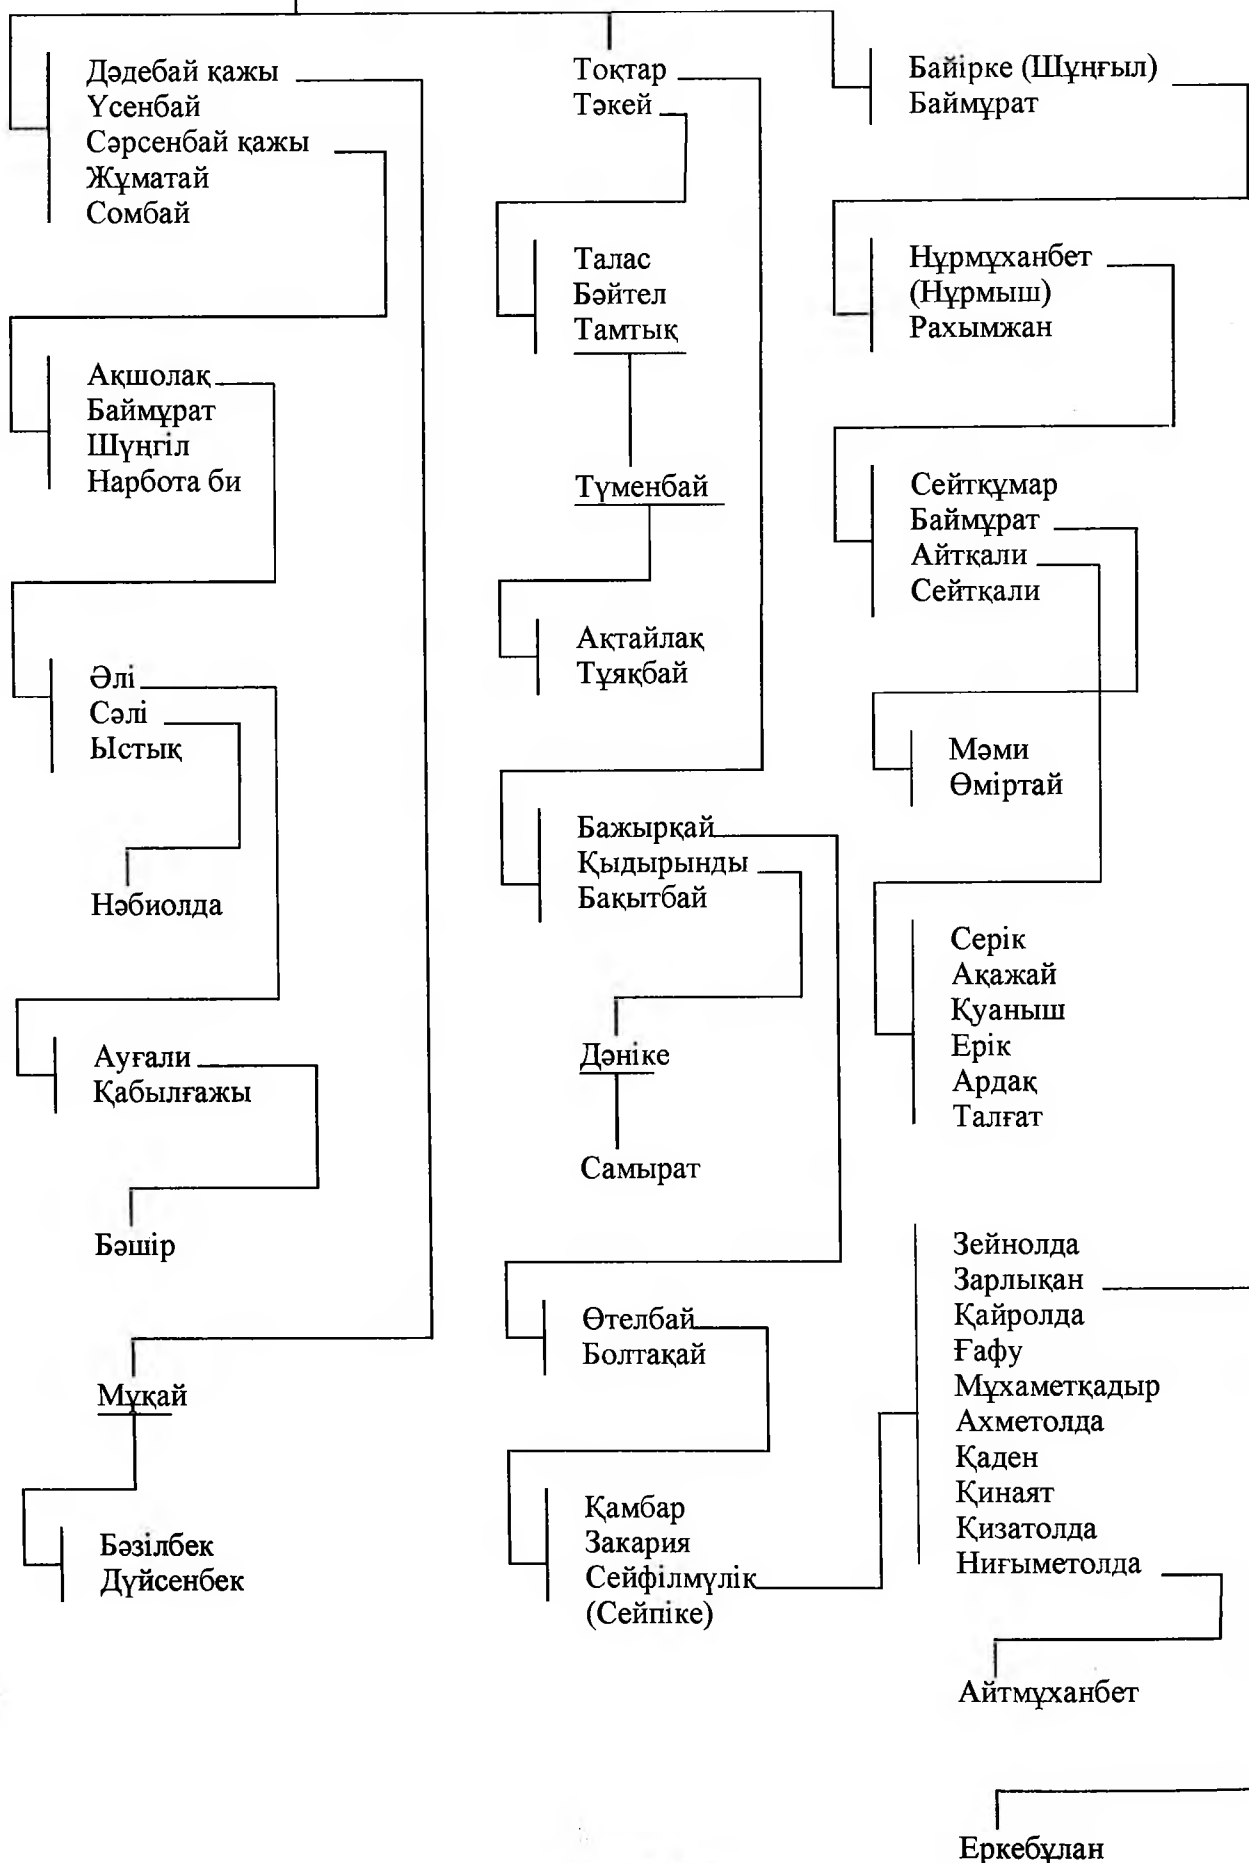 Дәдебай қажы
Үсенбай
Сәрсенбай қажы
Жұматай
Сомбай
Ақшолақ
Баймұрат
Шүңгіл
Нарбота би
Әлі
Сәлі
Ыстық
Нәбиолда
Ауғали
Қабылғажы
Бәшір
Мұқай
Бәзілбек
Дүйсенбек
Тоқтар
Тәкей
Талас
Бәйтел
Тамтық
Түменбай
Ақтайлақ
Тұяқбай
Бажырқай
Қыдырынды
Бақытбай
Дәніке
Самырат
Өтелбай
Болтақай
Қамбар
Закария
Сейфілмүлік
(Сейпіке)
Байірке (Шұңғыл)
Баймұрат
Нұрмұханбет
(Нұрмыш)
Рахымжан
Сейтқұмар
Баймұрат
Айтқали
Сейтқали
Мәми
Өміртай
Серік
Ақажай
Қуаныш
Ерік
Ардақ
Талғат
Зейнолда
Зарлықан
Қайролда
Ғафу
Мұхаметқадыр
Ахметолда
Қаден
Қинаят
Қизатолда
Ниғыметолда
Айтмұханбет
Еркебұлан